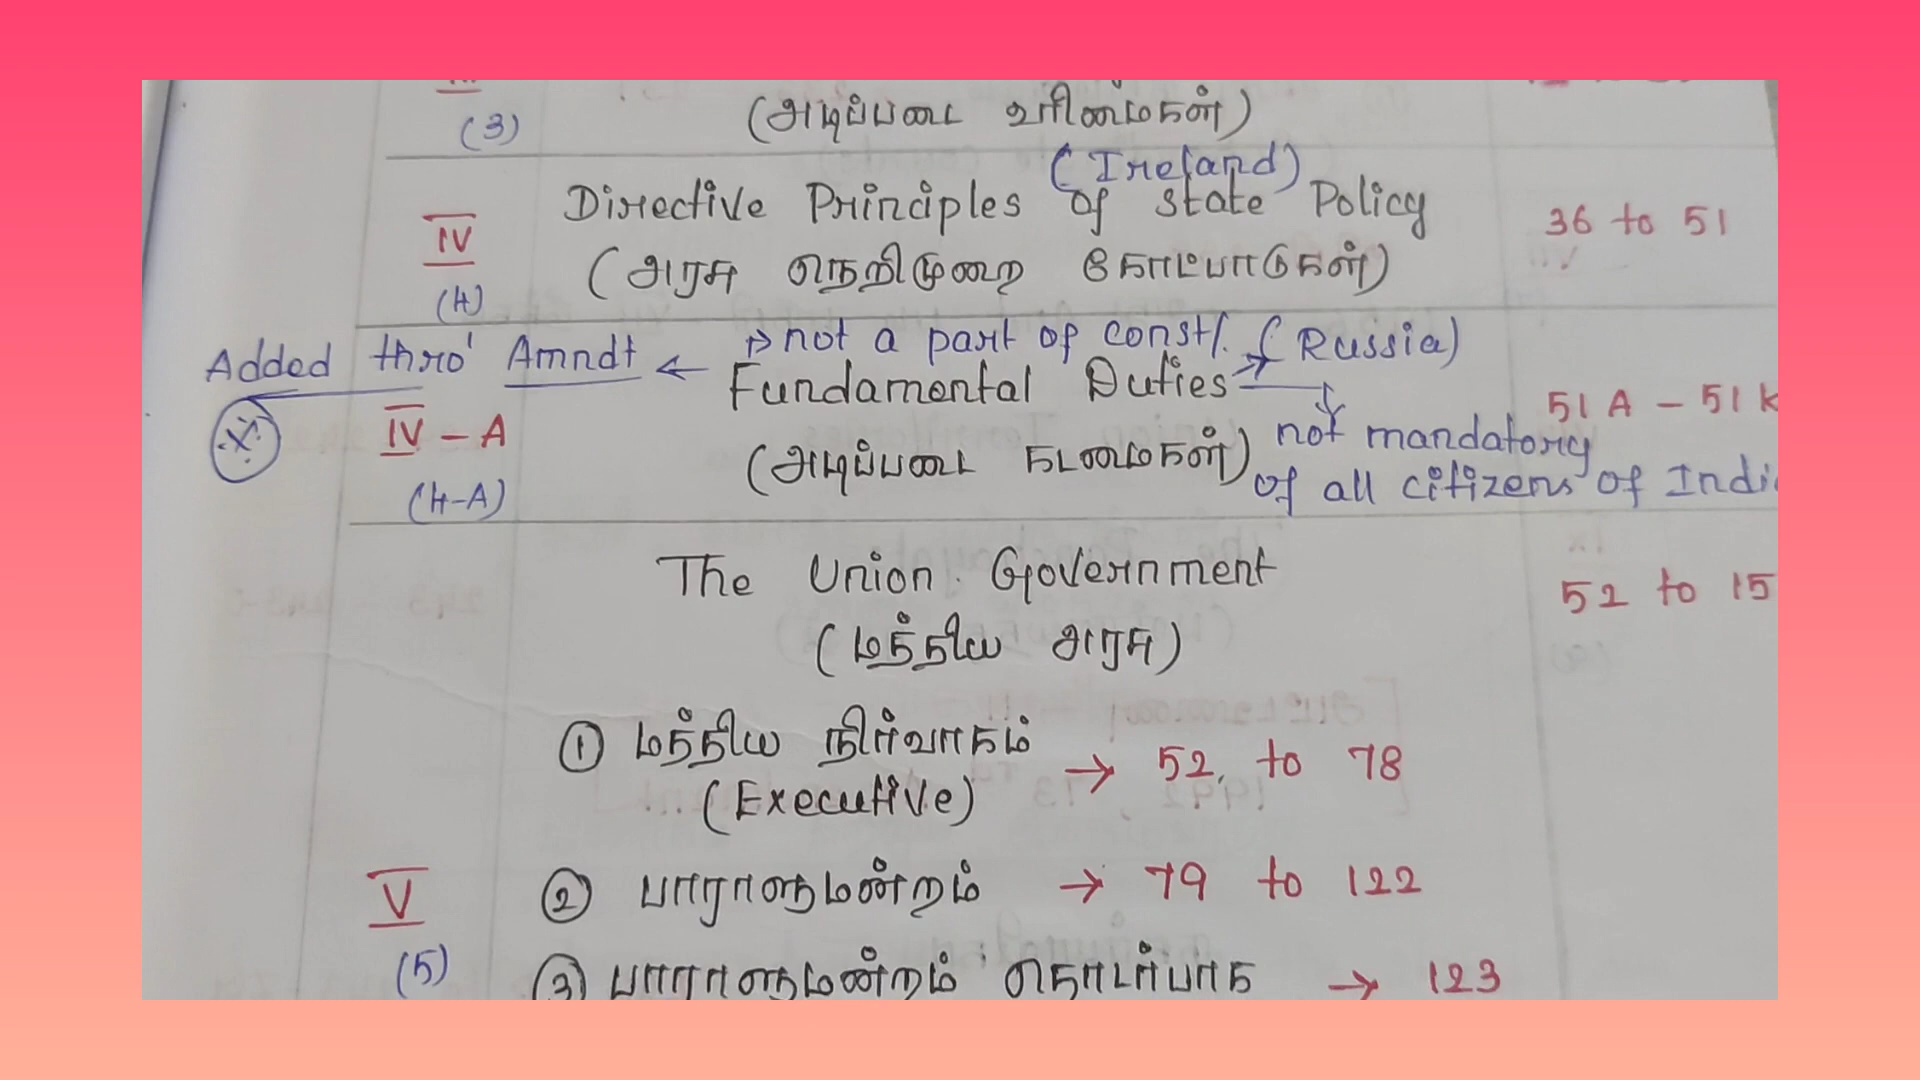 (3) (அடிப்படை உரிமைகள்)
(Ireland)
IV Directive Principles of state Policy 36 to 51
(4) (அரசு நெறிமுறை கோட்பாடுகள்)
Added thro' Amndt ← → not a part of const/. (Russia)
Fundamental Duties →
IV - A 51 A - 51 K
(அடிப்படை கடமைகள்) not mandatory
(4-A) of all citizens of Indi
The Union Government 52 to 15
(மத்திய அரசு)
① மத்திய நிர்வாகம்
(Executive) → 52 to 78
V ② பாராளுமன்றம் → 79 to 122
(5) ③ பாராளுமன்றம் தொடர்பாக → 123